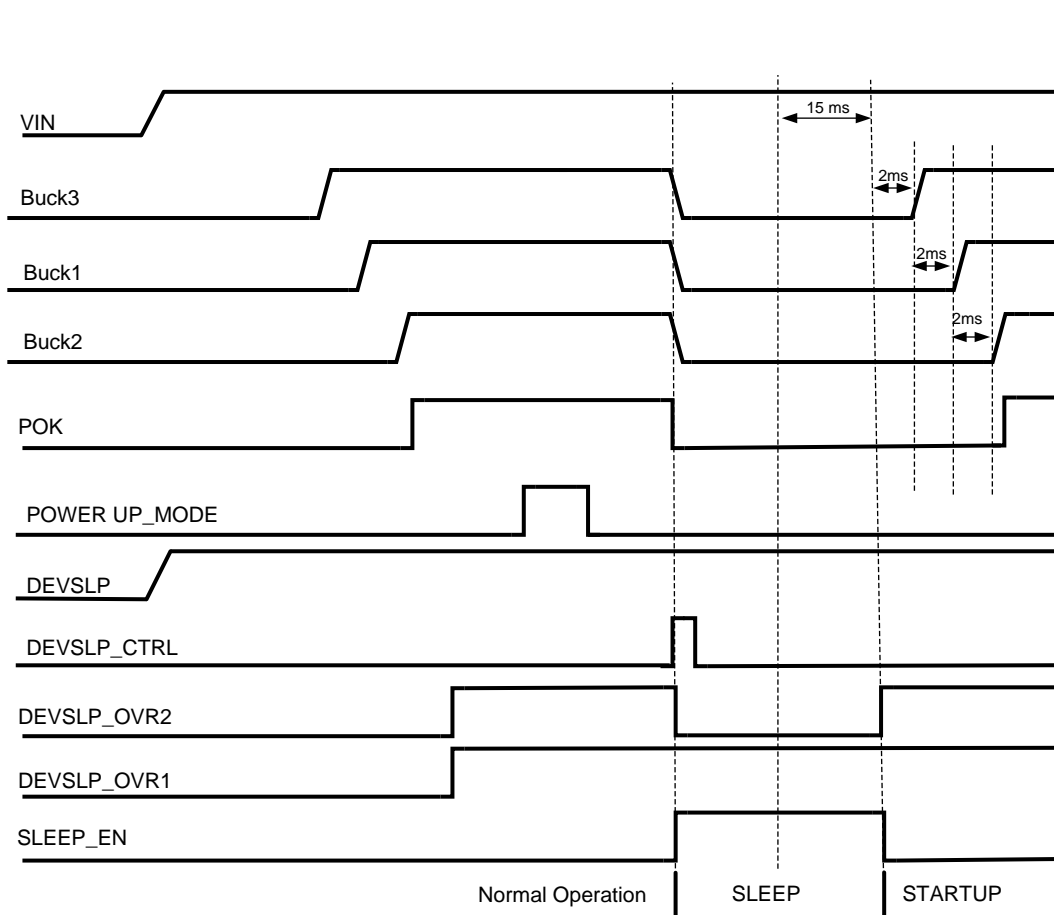 VIN
15 ms
Buck3
2ms
Buck1
2ms
Buck2
2ms
POK
POWER UP_MODE
DEVSLP
DEVSLP_CTRL
DEVSLP_OVR2
DEVSLP_OVR1
SLEEP_EN
Normal Operation
SLEEP
STARTUP